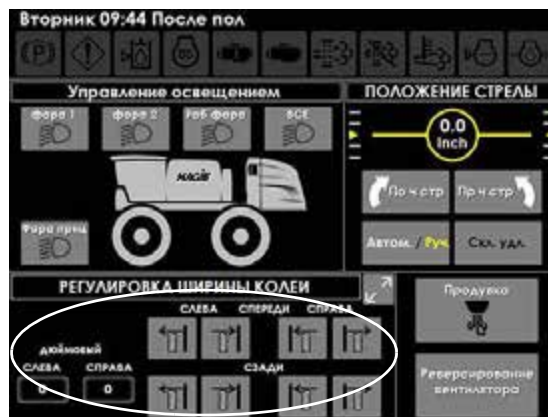 Вторник 09:44 После пол
Управление освещением
фара 1 фара 2 Раб фара ВСЕ
HAGIE
Фараприц
ПОЛОЖЕНИЕ СТРЕЛЫ
0.0
Inch
По ч.стр Пр.ч.стр
Автом. / Руч. Скл. удл.
РЕГУЛИРОВКА ШИРИНЫ КОЛЕИ
СЛЕВА СПЕРЕДИ СПРАВА
дюймовый
СЛЕВА СПРАВА
СЗАДИ
0 0
Продувка
Реверсирование
вентилятора